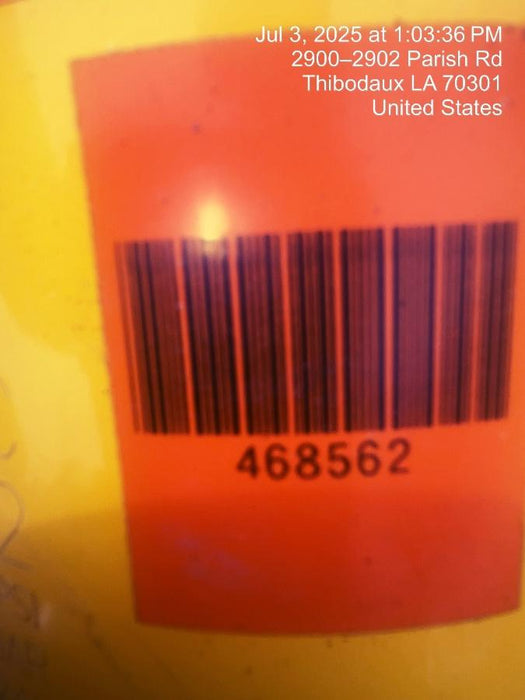 Jul 3, 2025 at 1:03:36 PM
2900–2902 Parish Rd
Thibodaux LA 70301
United States
468562